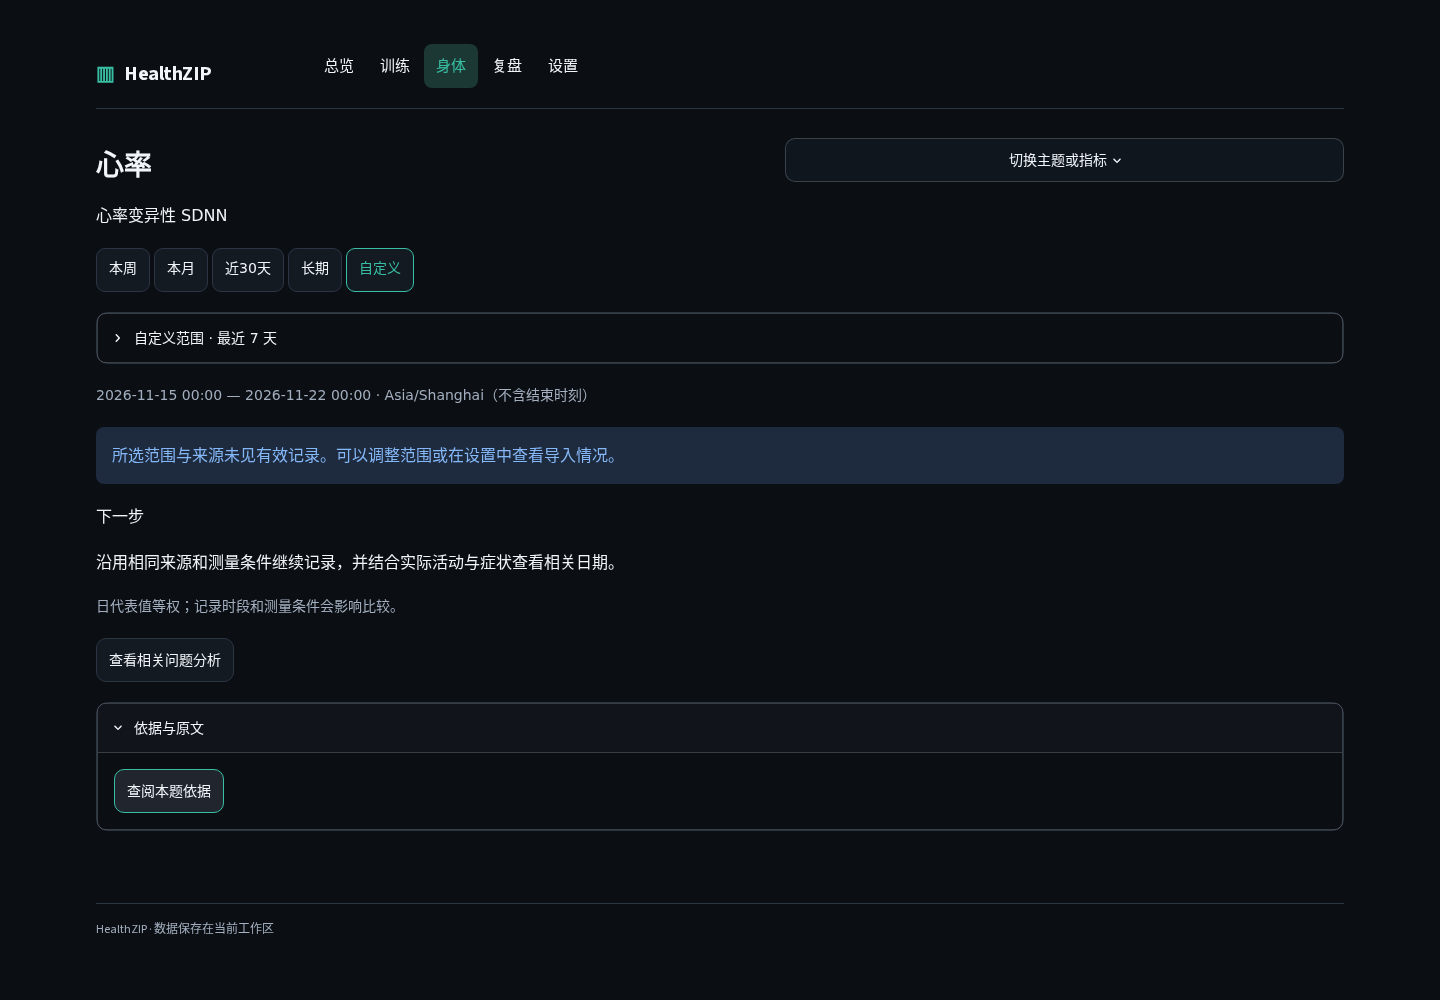 HealthZIP
总览 训练 身体 复盘 设置
心率
切换主题或指标
心率变异性 SDNN
本周 本月 近30天 长期 自定义
自定义范围 · 最近 7 天
2026-11-15 00:00 — 2026-11-22 00:00 · Asia/Shanghai（不含结束时刻）
所选范围与来源未见有效记录。可以调整范围或在设置中查看导入情况。
下一步
沿用相同来源和测量条件继续记录，并结合实际活动与症状查看相关日期。
日代表值等权；记录时段和测量条件会影响比较。
查看相关问题分析
依据与原文
查阅本题依据
HealthZIP · 数据保存在当前工作区